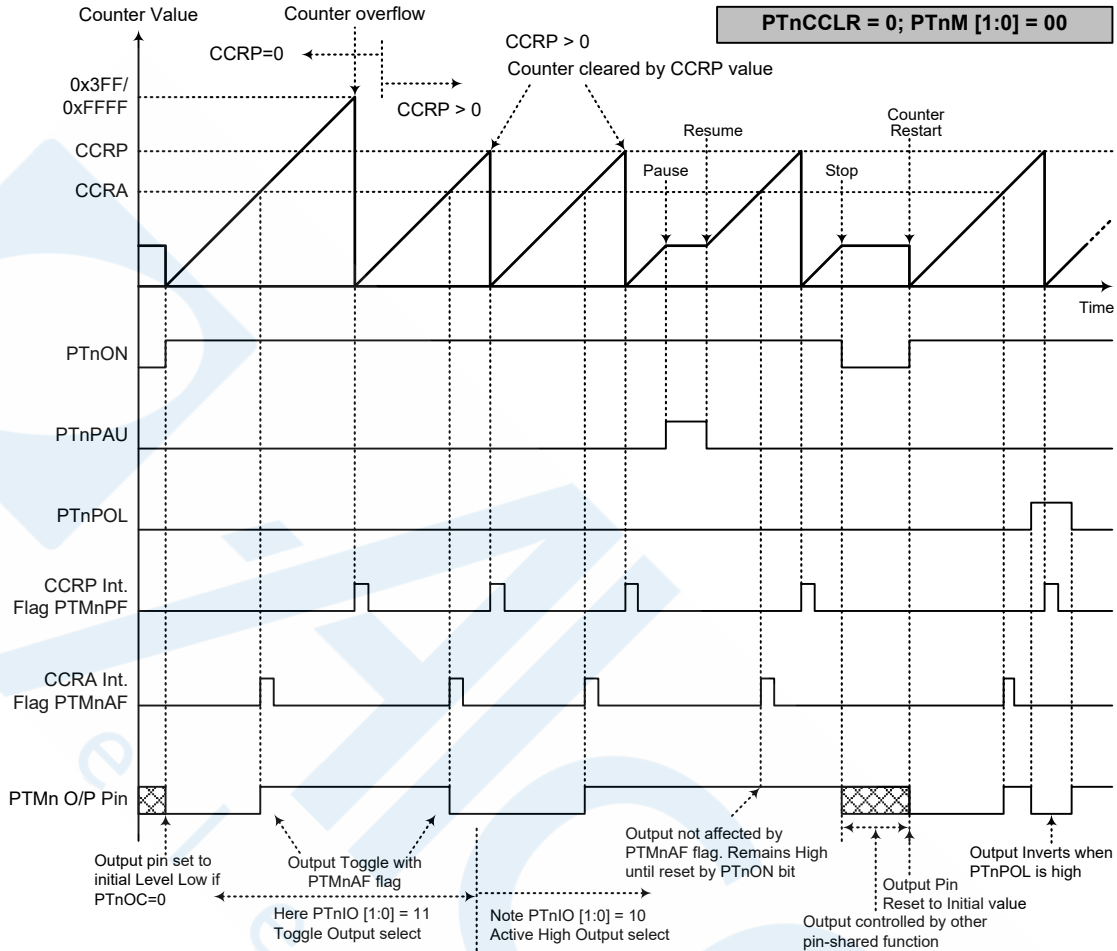 Counter Value
Counter overflow
PTnCCLR = 0; PTnM [1:0] = 00
CCRP=0
CCRP > 0
CCRP > 0
Counter cleared by CCRP value
0x3FF/
0xFFFF
CCRP
CCRA
Pause
Resume
Stop
Counter
Restart
Time
PTnON
PTnPAU
PTnPOL
CCRP Int.
Flag PTMnPF
CCRA Int.
Flag PTMnAF
PTMn O/P Pin
Output pin set to
initial Level Low if
PTnOC=0
Output Toggle with
PTMnAF flag
Here PTnIO [1:0] = 11
Toggle Output select
Note PTnIO [1:0] = 10
Active High Output select
Output not affected by
PTMnAF flag. Remains High
until reset by PTnON bit
Output Pin
Reset to Initial value
Output controlled by other
pin-shared function
Output Inverts when
PTnPOL is high